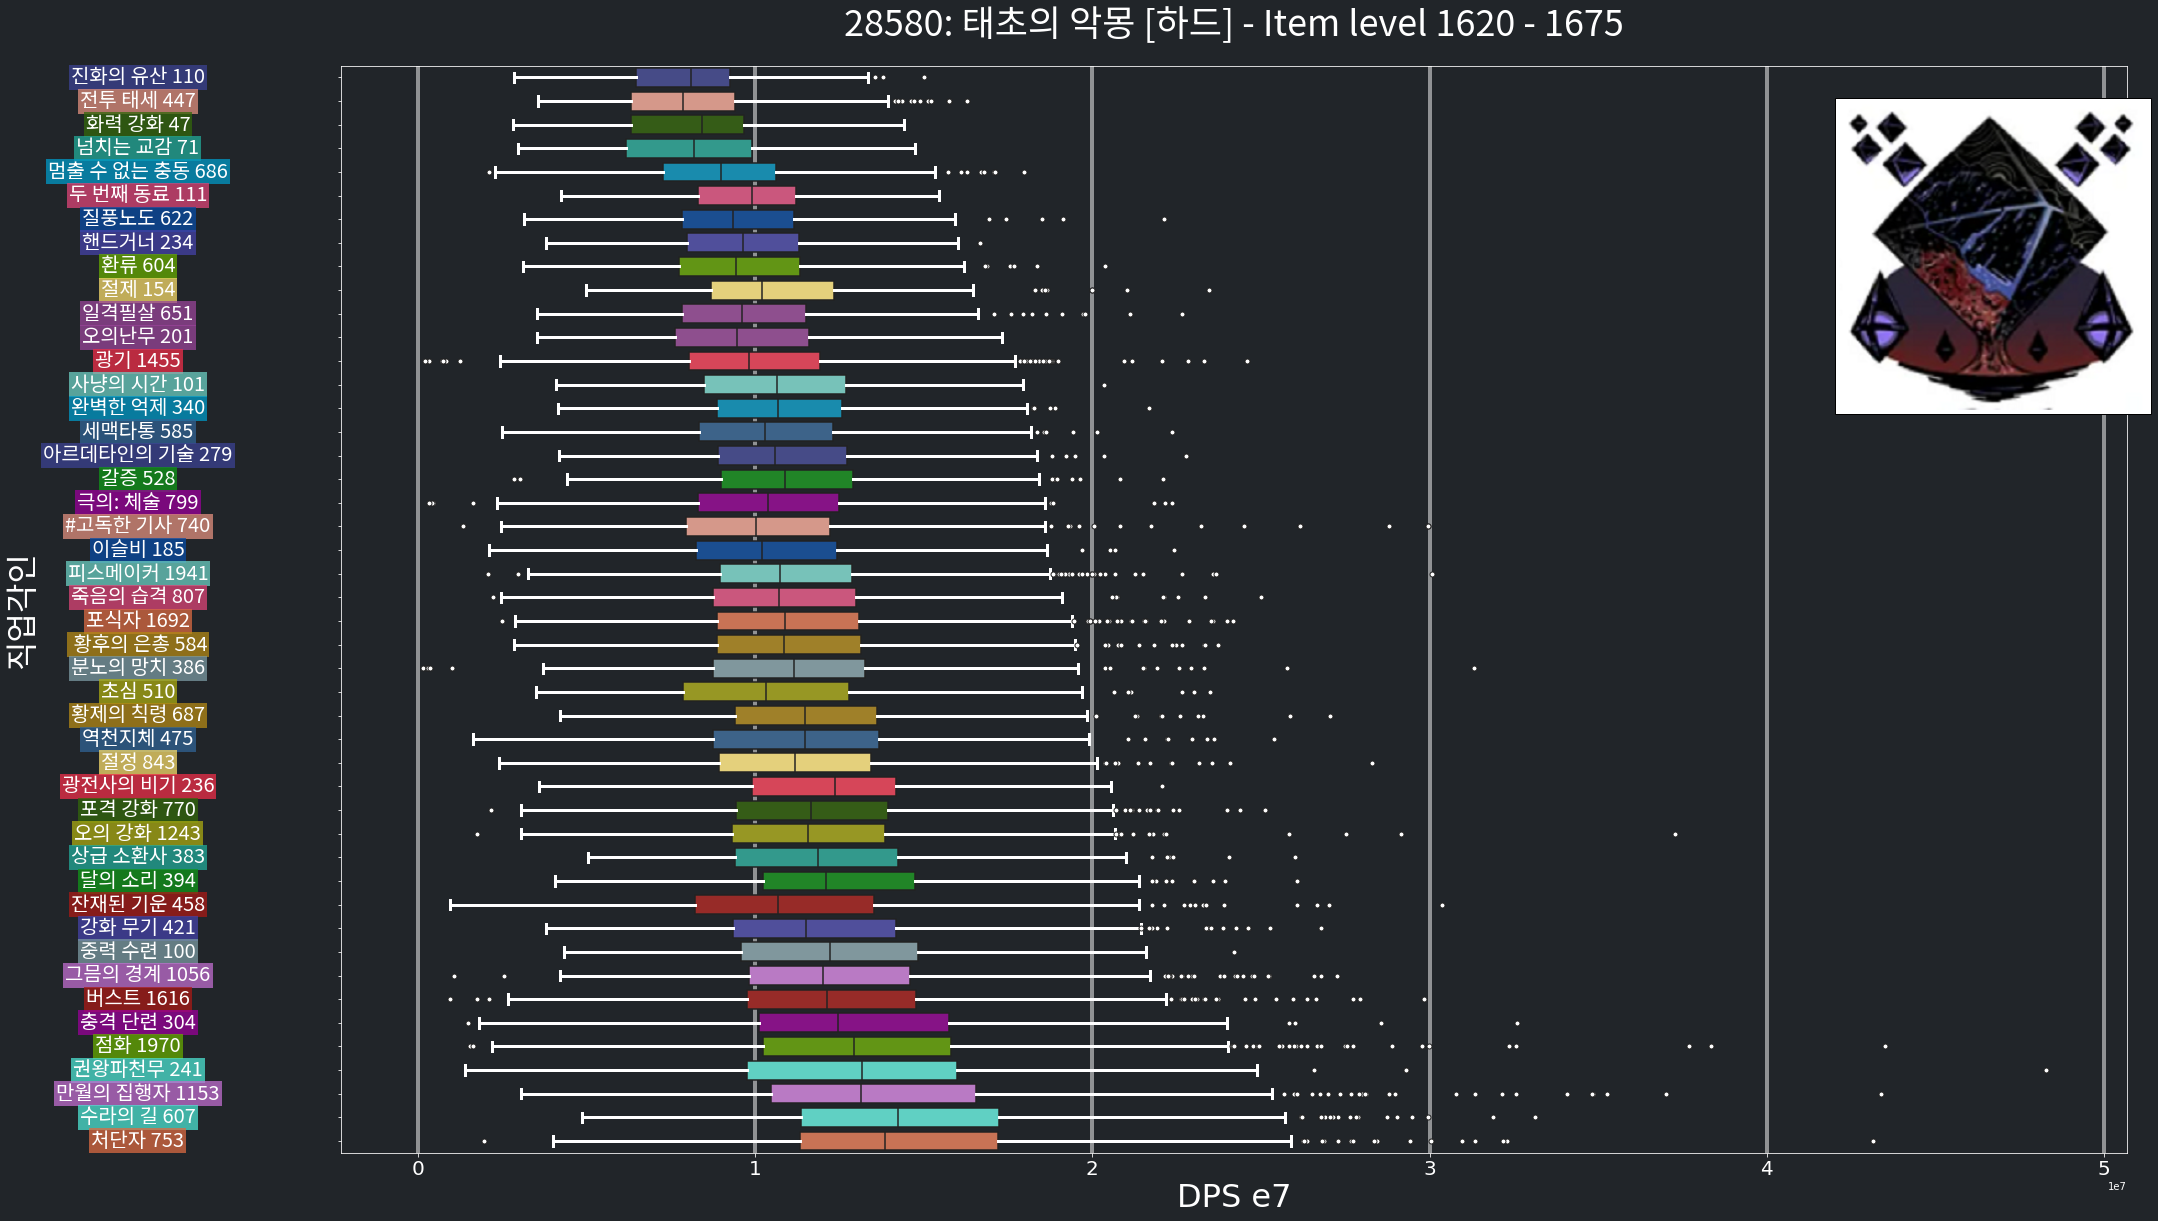 28580: 태초의 악몽 [하드] - Item level 1620 - 1675
진화의 유산 110
전투 태세 447
화력 강화 47
넘치는 교감 71
멈출 수 없는 충동 686
두 번째 동료 111
질풍노도 622
핸드거너 234
환류 604
절제 154
일격필살 651
오의난무 201
광기 1455
사냥의 시간 101
완벽한 억제 340
세맥타통 585
아르데타인의 기술 279
갈증 528
극의: 체술 799
#고독한 기사 740
이슬비 185
피스메이커 1941
죽음의 습격 807
포식자 1692
황후의 은총 584
분노의 망치 386
초심 510
황제의 칙령 687
역천지체 475
절정 843
광전사의 비기 236
포격 강화 770
오의 강화 1243
상급 소환사 383
달의 소리 394
잔재된 기운 458
강화 무기 421
중력 수련 100
그믐의 경계 1056
버스트 1616
충격 단련 304
점화 1970
권왕파천무 241
만월의 집행자 1153
수라의 길 607
처단자 753
직업각인
0 1 2 3 4 5
1e7
DPS e7